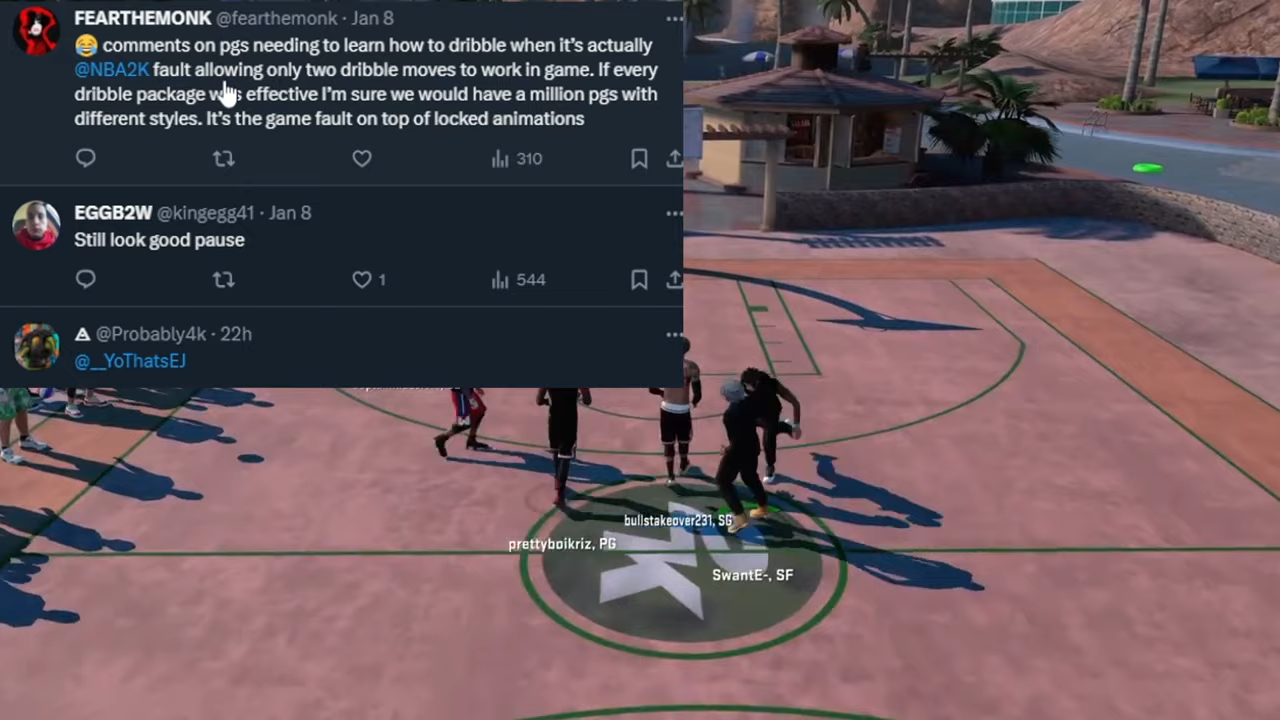 FEARTHEMONK @fearthemonk · Jan 8
😂 comments on pgs needing to learn how to dribble when it's actually
@NBA2K fault allowing only two dribble moves to work in game. If every
dribble package was effective I'm sure we would have a million pgs with
different styles. It's the game fault on top of locked animations
310
EGGB2W @kingegg41 · Jan 8
Still look good pause
1 544
@Probably4k · 22h
@__YoThatsEJ
bullstakeover231, SG
prettyboikriz, PG
SwantE-, SF
2K